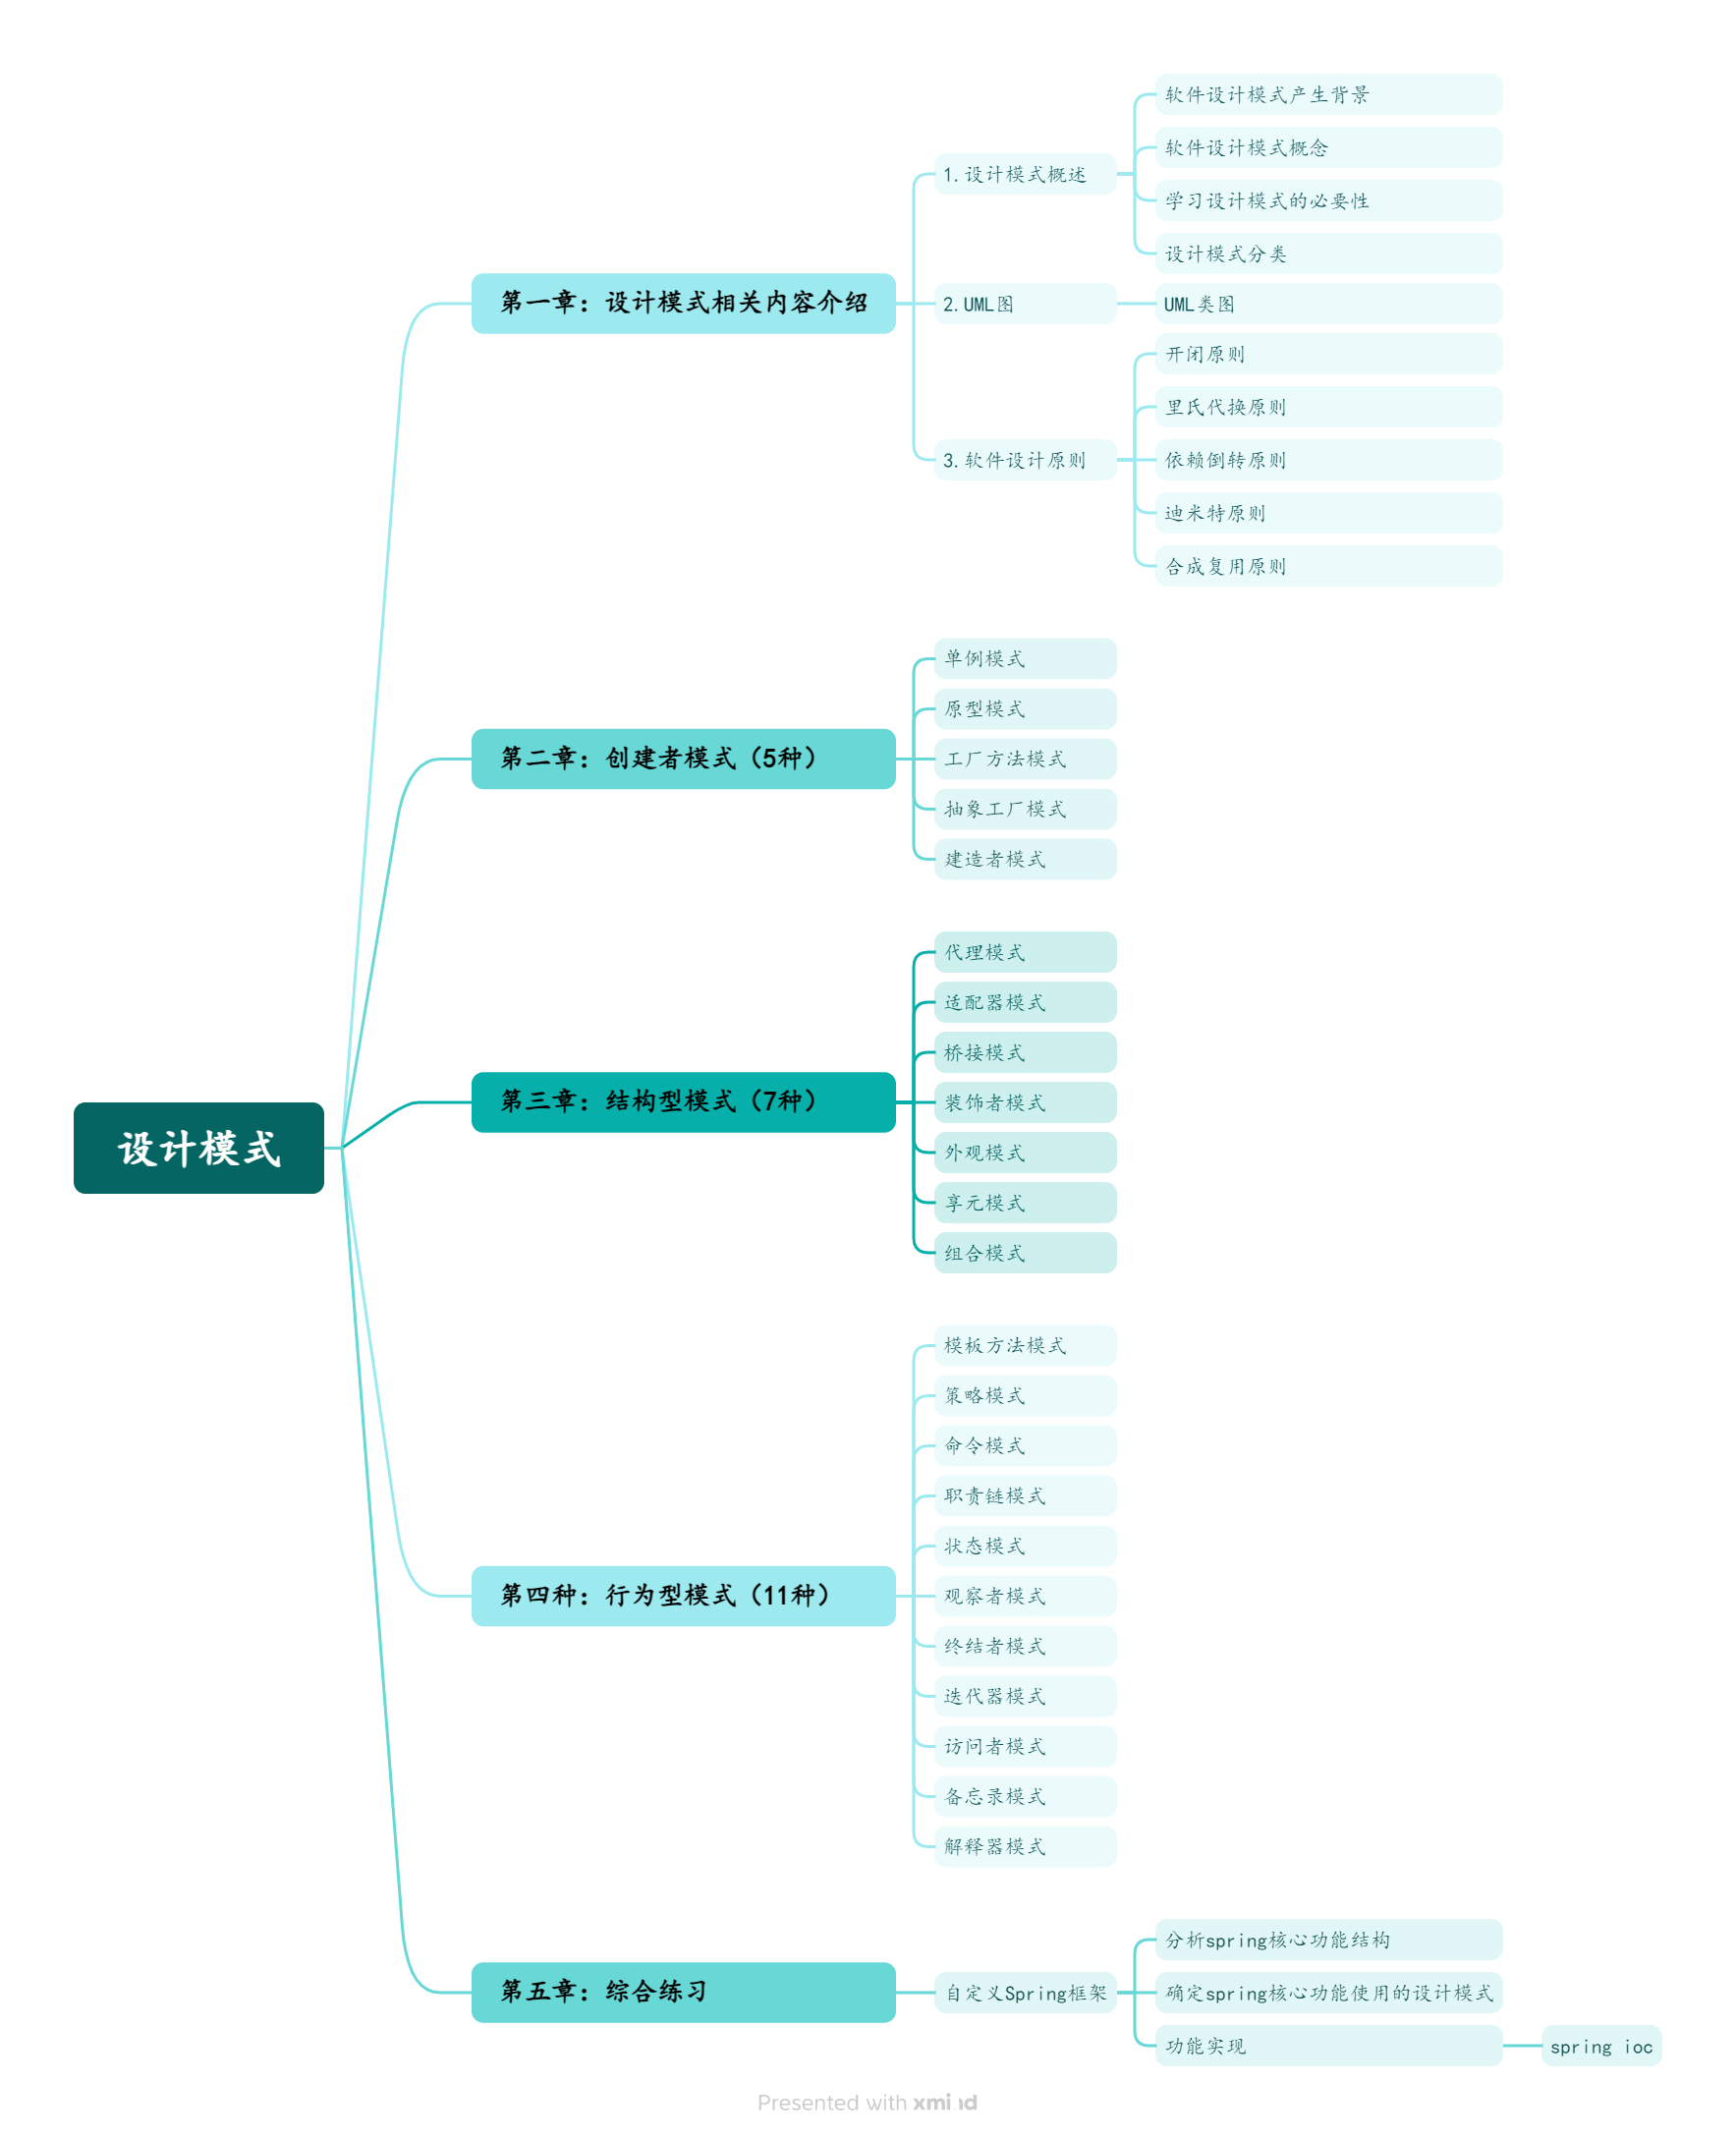 设计模式
第一章：设计模式相关内容介绍
1.设计模式概述
软件设计模式产生背景
软件设计模式概念
学习设计模式的必要性
设计模式分类
2.UML图
UML类图
3.软件设计原则
开闭原则
里氏代换原则
依赖倒转原则
迪米特原则
合成复用原则
第二章：创建者模式（5种）
单例模式
原型模式
工厂方法模式
抽象工厂模式
建造者模式
第三章：结构型模式（7种）
代理模式
适配器模式
桥接模式
装饰者模式
外观模式
享元模式
组合模式
第四种：行为型模式（11种）
模板方法模式
策略模式
命令模式
职责链模式
状态模式
观察者模式
终结者模式
迭代器模式
访问者模式
备忘录模式
解释器模式
第五章：综合练习
自定义Spring框架
分析spring核心功能结构
确定spring核心功能使用的设计模式
功能实现
spring ioc
Presented with xmind